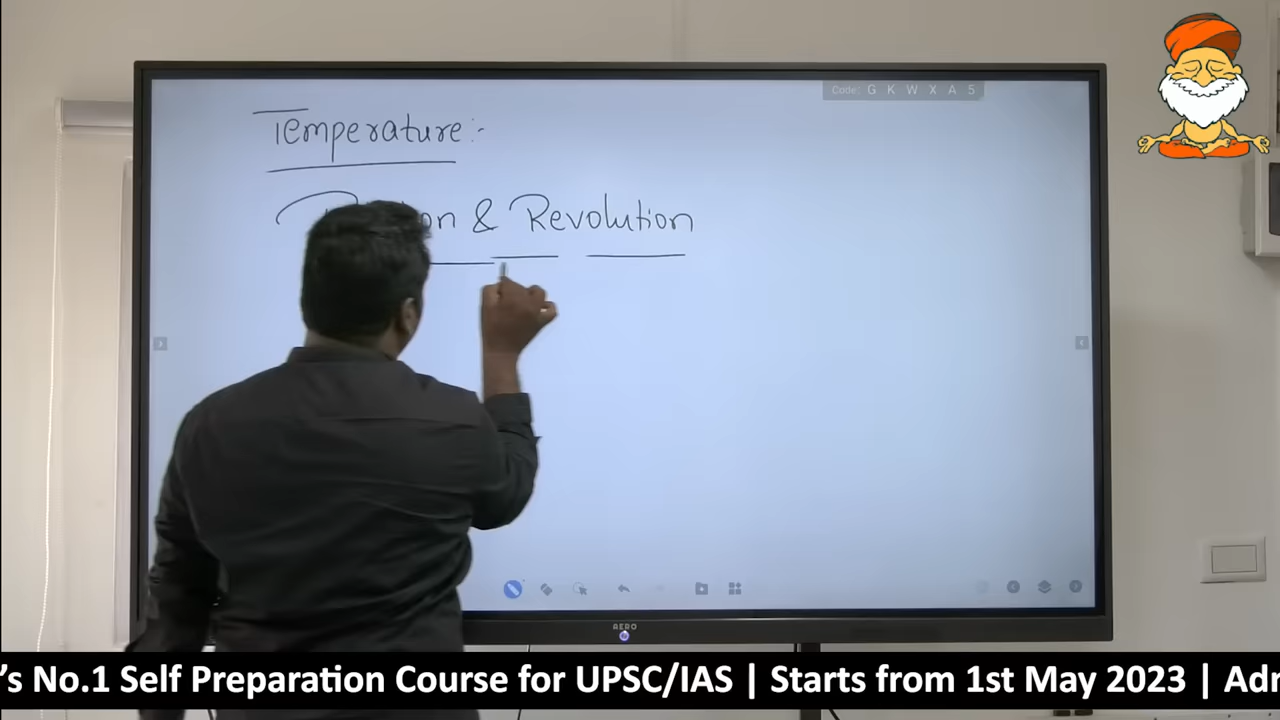 Code: G K W X A 5
Temperature:-
& Revolution
AERO
's No.1 Self Preparation Course for UPSC/IAS | Starts from 1st May 2023 | Adr